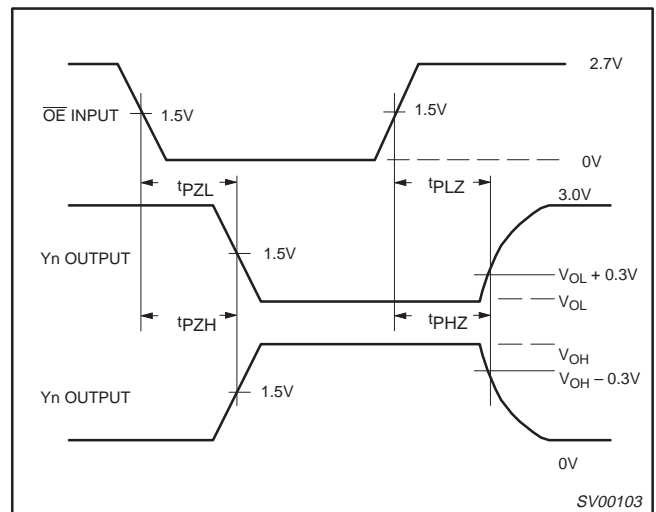 2.7V
OE INPUT
1.5V
1.5V
0V
tPZL
tPLZ
3.0V
Yn OUTPUT
1.5V
VOL + 0.3V
VOL
tPZH
tPHZ
VOH
VOH – 0.3V
Yn OUTPUT
1.5V
0V
SV00103